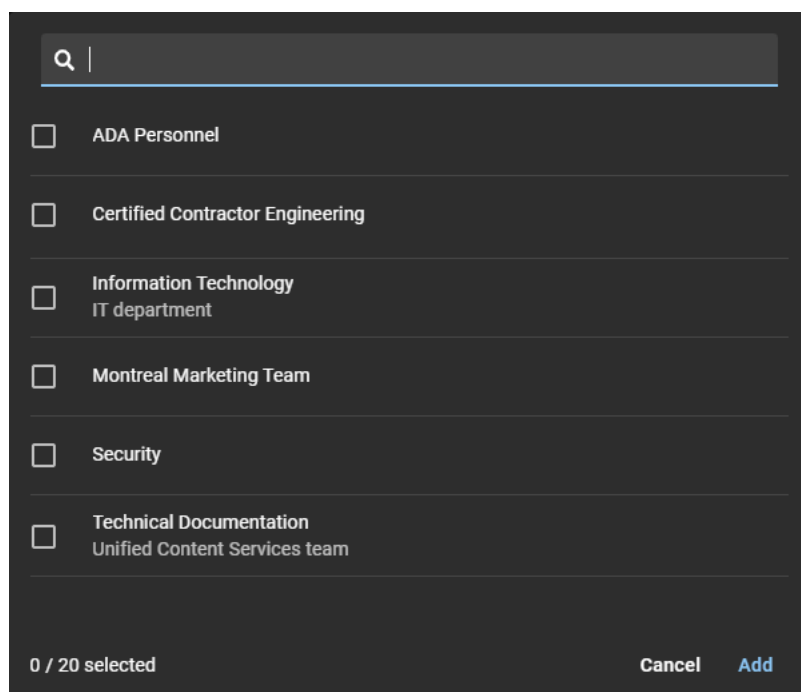 ADA Personnel
Certified Contractor Engineering
Information Technology
IT department
Montreal Marketing Team
Security
Technical Documentation
Unified Content Services team
0 / 20 selected
Cancel
Add